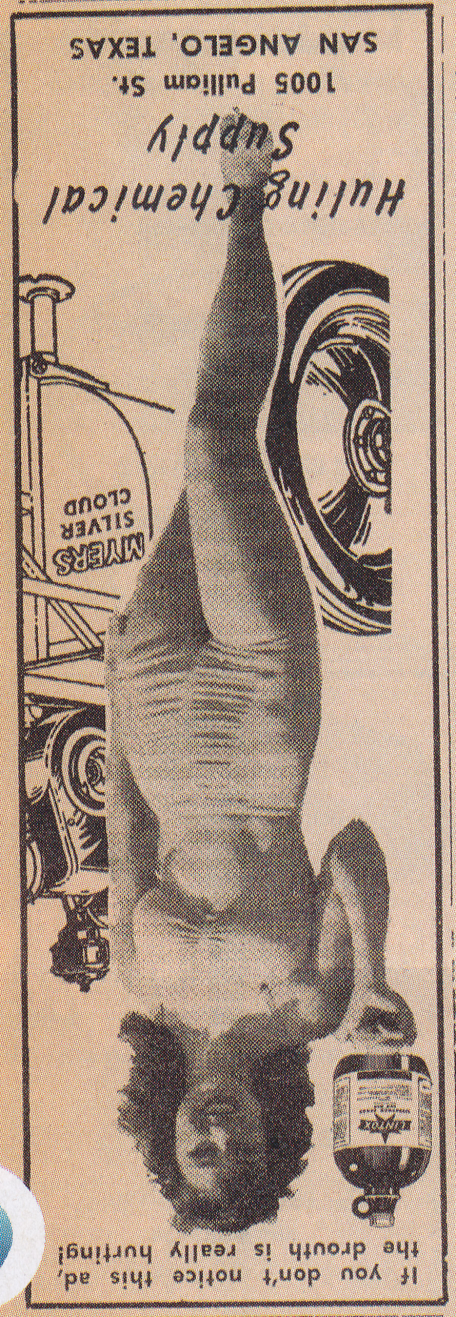 If you don't notice this ad,
the drouth is really hurting!
LINTOX
MYERS
SILVER
CLOUD
Huling Chemical
Supply
1005 Pulliam St.
SAN ANGELO, TEXAS